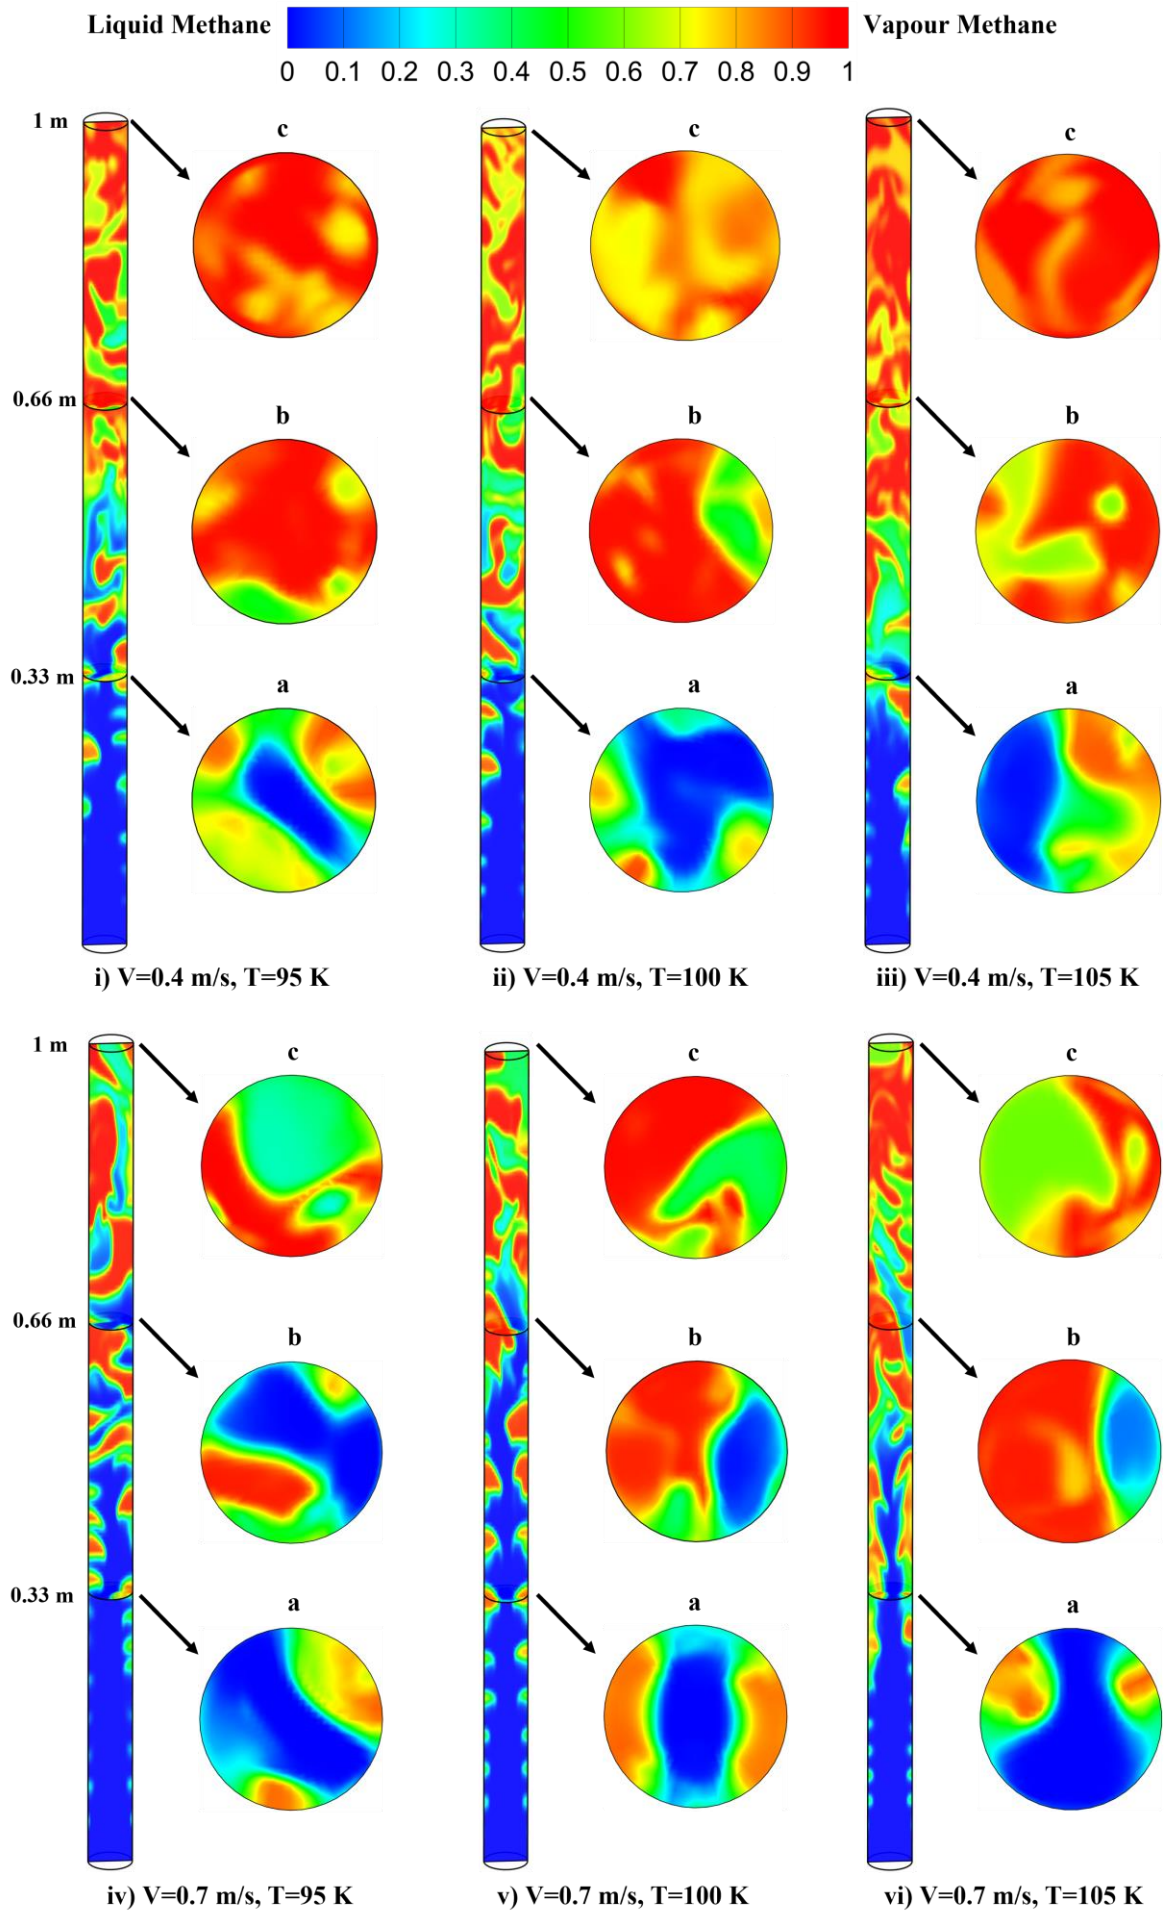 Liquid Methane Vapour Methane
0 0.1 0.2 0.3 0.4 0.5 0.6 0.7 0.8 0.9 1
1 m c c c
0.66 m b b b
0.33 m a a a
i) V=0.4 m/s, T=95 K ii) V=0.4 m/s, T=100 K iii) V=0.4 m/s, T=105 K
1 m c c c
0.66 m b b b
0.33 m a a a
iv) V=0.7 m/s, T=95 K v) V=0.7 m/s, T=100 K vi) V=0.7 m/s, T=105 K